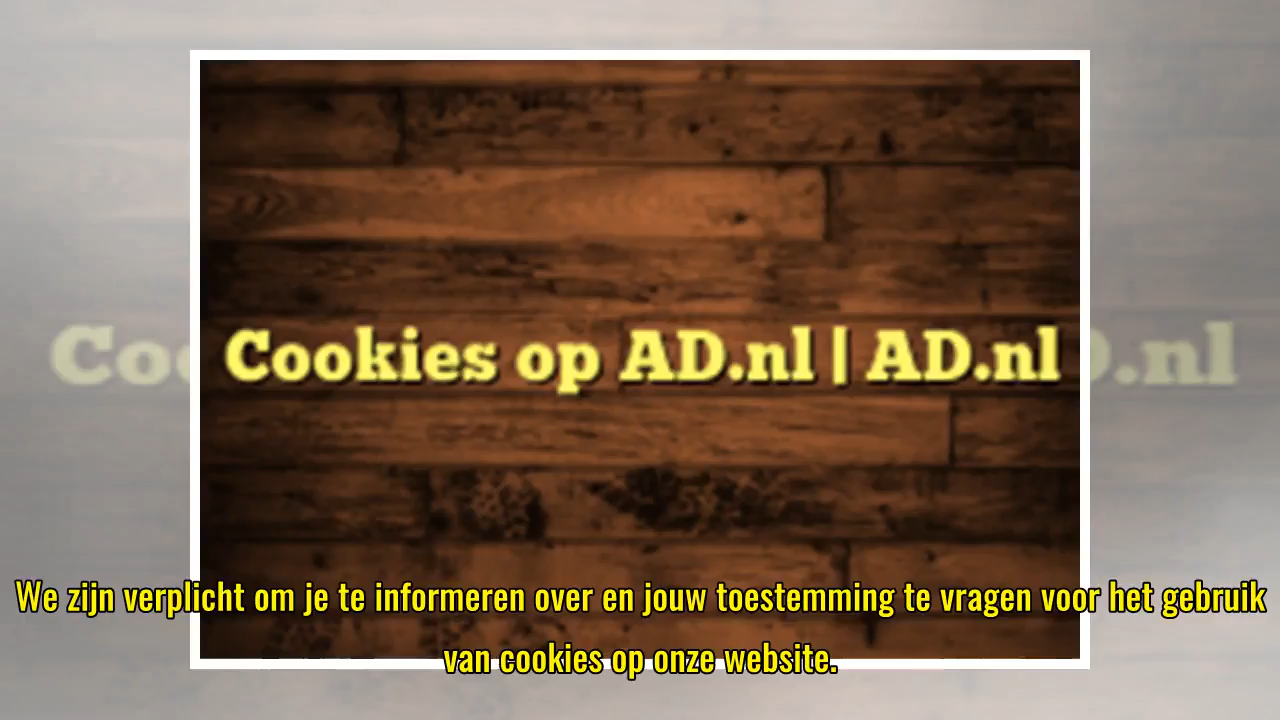 Cookies op AD.nl | AD.nl
We zijn verplicht om je te informeren over en jouw toestemming te vragen voor het gebruik
van cookies op onze website.